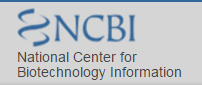 NCBI
National Center for
Biotechnology Information